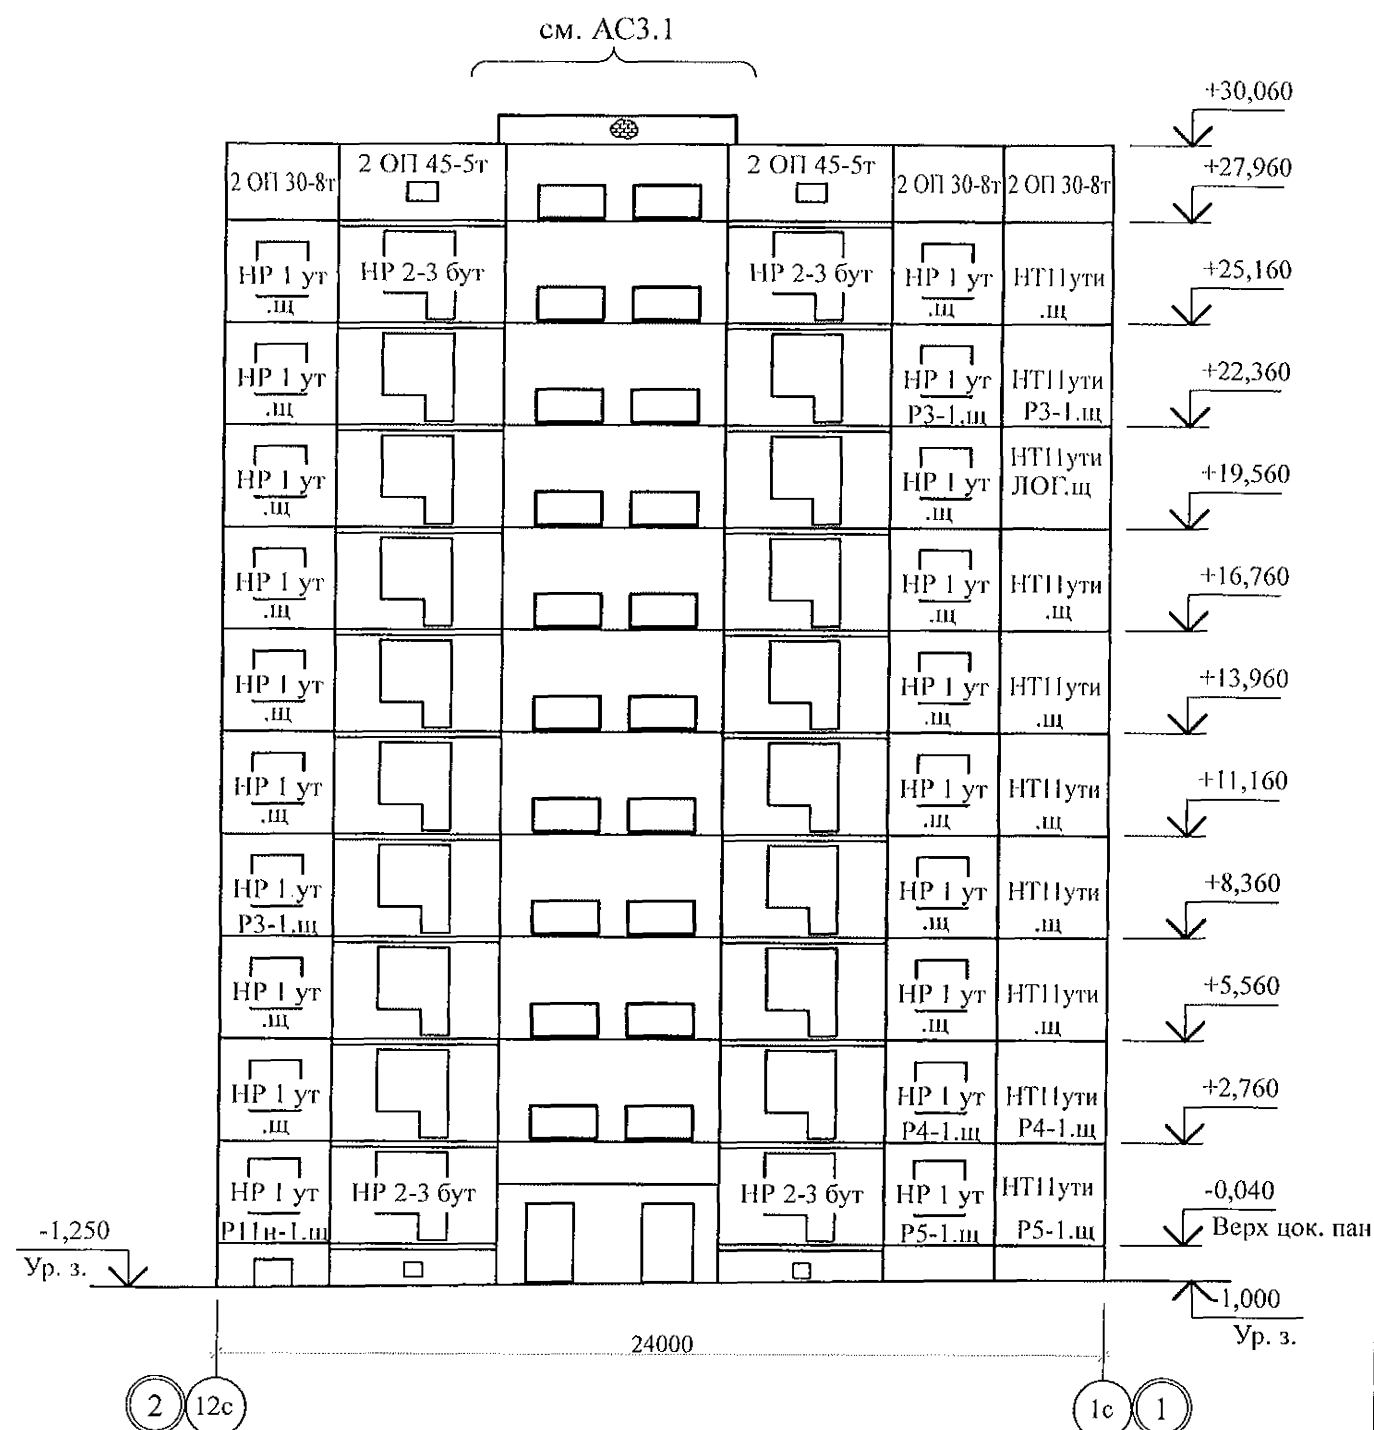 см. АС3.1
+30,060
2 ОП 30-8т
2 ОП 45-5т
2 ОП 45-5т
2 ОП 30-8т
2 ОП 30-8т
+27,960
НР 1 ут
.щ
НР 2-3 бут
НР 2-3 бут
НР 1 ут
.щ
НТ11ути
.щ
+25,160
НР 1 ут
.щ
НР 1 ут
Р3-1.щ
НТ11ути
Р3-1.щ
+22,360
НР 1 ут
.щ
НР 1 ут
.щ
НТ11ути
ЛОГ.щ
+19,560
НР 1 ут
.щ
НР 1 ут
.щ
НТ11ути
.щ
+16,760
НР 1 ут
.щ
НР 1 ут
.щ
НТ11ути
.щ
+13,960
НР 1 ут
.щ
НР 1 ут
.щ
НТ11ути
.щ
+11,160
НР 1.ут
Р3-1.щ
НР 1 ут
.щ
НТ11ути
.щ
+8,360
НР 1 ут
.щ
НР 1 ут
.щ
НТ11ути
.щ
+5,560
НР 1 ут
.щ
НР 1 ут
Р4-1.щ
НТ11ути
Р4-1.щ
+2,760
НР 1 ут
Р11н-1.щ
НР 2-3 бут
НР 2-3 бут
НР 1 ут
Р5-1.щ
НТ11ути
Р5-1.щ
-0,040
Верх цок. пан
-1,250
Ур. з.
-1,000
Ур. з.
24000
2
12с
1с
1